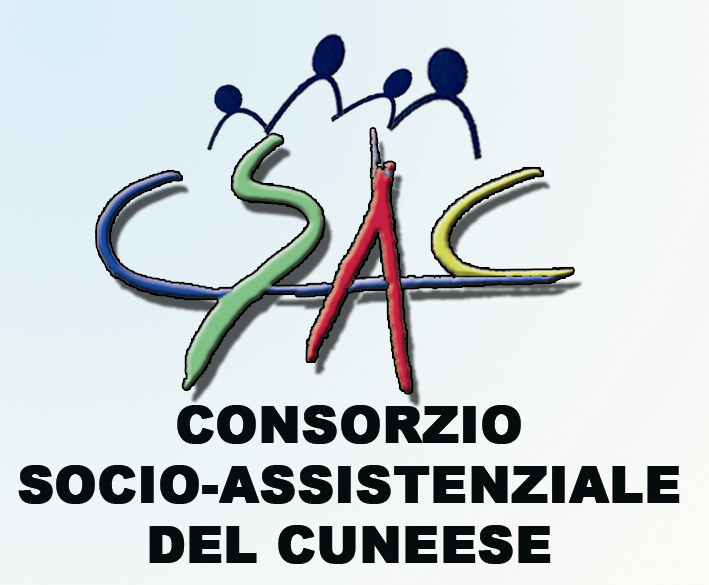 CSAC
CONSORZIO
SOCIO-ASSISTENZIALE
DEL CUNEESE